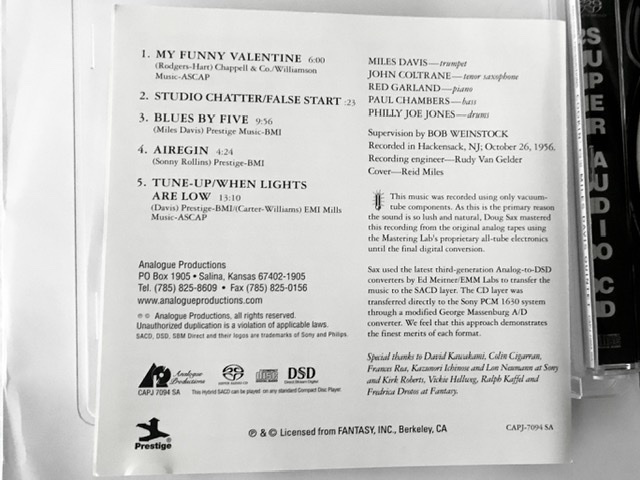 1. MY FUNNY VALENTINE 6:00
(Rodgers-Hart) Chappell & Co./Williamson
Music-ASCAP
2. STUDIO CHATTER/FALSE START :23
3. BLUES BY FIVE 9:56
(Miles Davis) Prestige Music-BMI
4. AIREGIN 4:24
(Sonny Rollins) Prestige-BMI
5. TUNE-UP/WHEN LIGHTS
ARE LOW 13:10
(Davis) Prestige-BMI/(Carter-Williams) EMI Mills
Music-ASCAP
Analogue Productions
PO Box 1905 • Salina, Kansas 67402-1905
Tel. (785) 825-8609 • Fax (785) 825-0156
www.analogueproductions.com
℗ © Analogue Productions, all rights reserved.
Unauthorized duplication is a violation of applicable laws.
SACD, DSD, SBM Direct and their logos are trademarks of Sony and Philips.
Analogue
Productions
CAPJ 7094 SA
SUPER AUDIO CD
DSD
Direct Stream Digital
This Hybrid SACD can be played on any standard Compact Disc Player.
MILES DAVIS—trumpet
JOHN COLTRANE—tenor saxophone
RED GARLAND—piano
PAUL CHAMBERS—bass
PHILLY JOE JONES—drums
Supervision by BOB WEINSTOCK
Recorded in Hackensack, NJ; October 26, 1956.
Recording engineer—Rudy Van Gelder
Cover—Reid Miles
This music was recorded using only vacuum-
tube components. As this is the primary reason
the sound is so lush and natural, Doug Sax mastered
this recording from the original analog tapes using
the Mastering Lab's proprietary all-tube electronics
until the final digital conversion.
Sax used the latest third-generation Analog-to-DSD
converters by Ed Meitner/EMM Labs to transfer
the music to the SACD layer. The CD layer was
transferred directly to the Sony PCM 1630 system
through a modified George Massenburg A/D
converter. We feel that this approach demonstrates
the finest merits of each format.
Special thanks to David Kawakami, Colin Cigarran,
Frances Rea, Kazunori Ichinose and Lon Neumann at Sony
and Kirk Roberts, Vickie Hellweg, Ralph Kaffel and
Fredrica Drotos at Fantasy.
Prestige
℗ & © Licensed from FANTASY, INC., Berkeley, CA
CAPJ-7094 SA
SUPER AUDIO CD